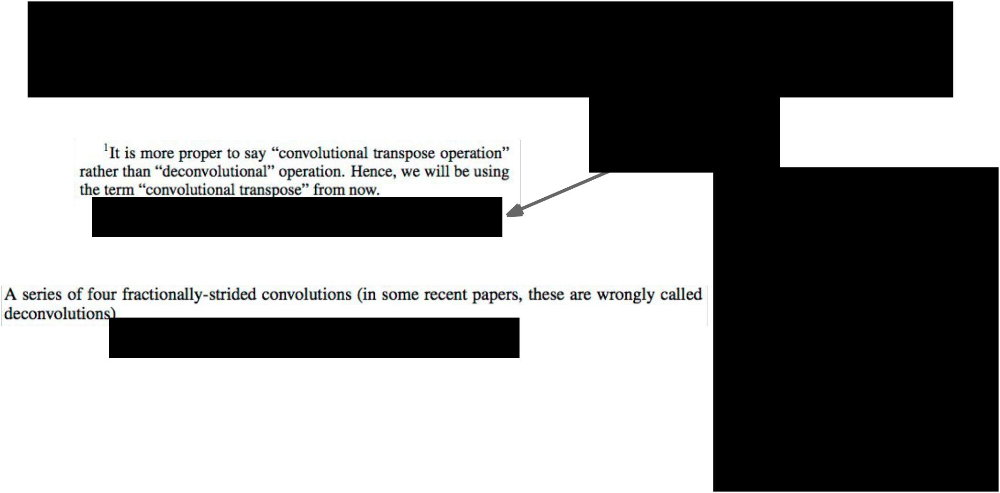 ¹It is more proper to say “convolutional transpose operation”
rather than “deconvolutional” operation. Hence, we will be using
the term “convolutional transpose” from now.
A series of four fractionally-strided convolutions (in some recent papers, these are wrongly called
deconvolutions)